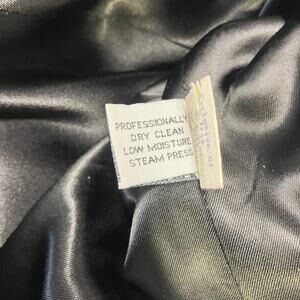 PROFESSIONALLY
DRY CLEAN
LOW MOISTURE
STEAM PRESS